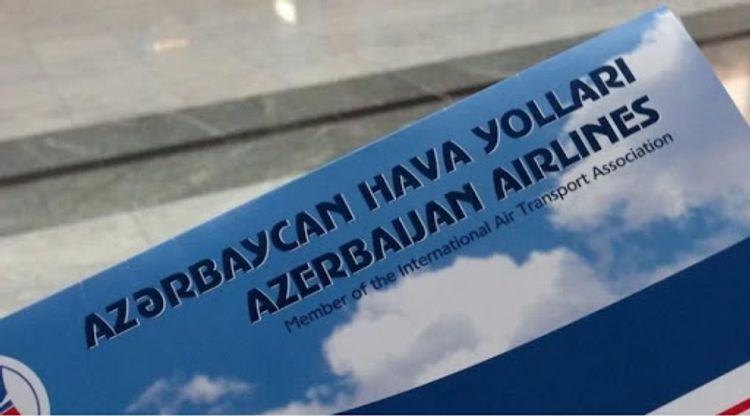 AZƏRBAYCAN HAVA YOLLARI
AZERBAIJAN AIRLINES
Member of the International Air Transport Association